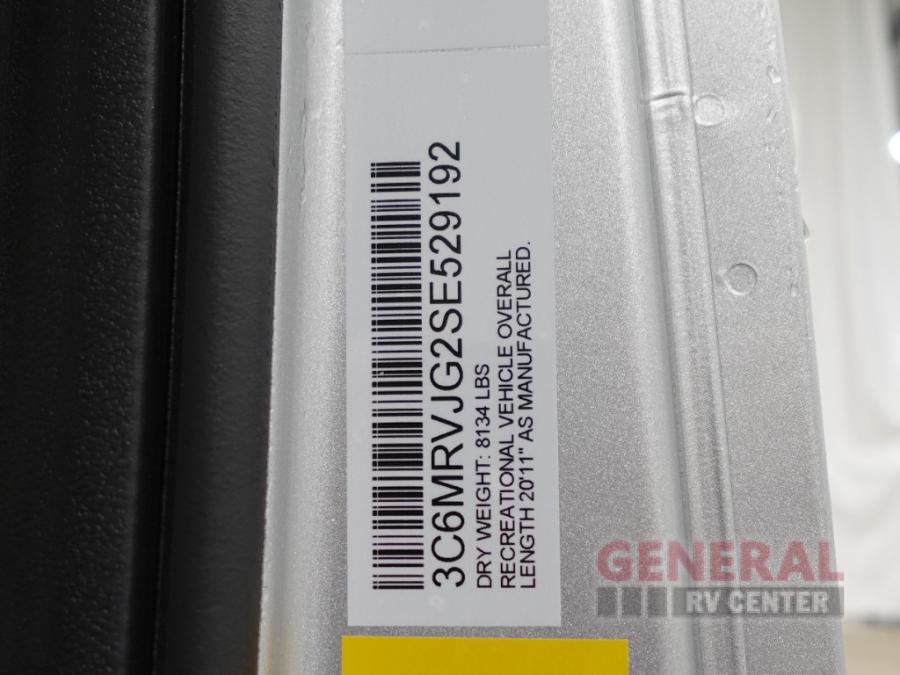 3C6MRVJG2SE529192
DRY WEIGHT: 8134 LBS
RECREATIONAL VEHICLE OVERALL
LENGTH 20'11" AS MANUFACTURED.
GENERAL
RV CENTER